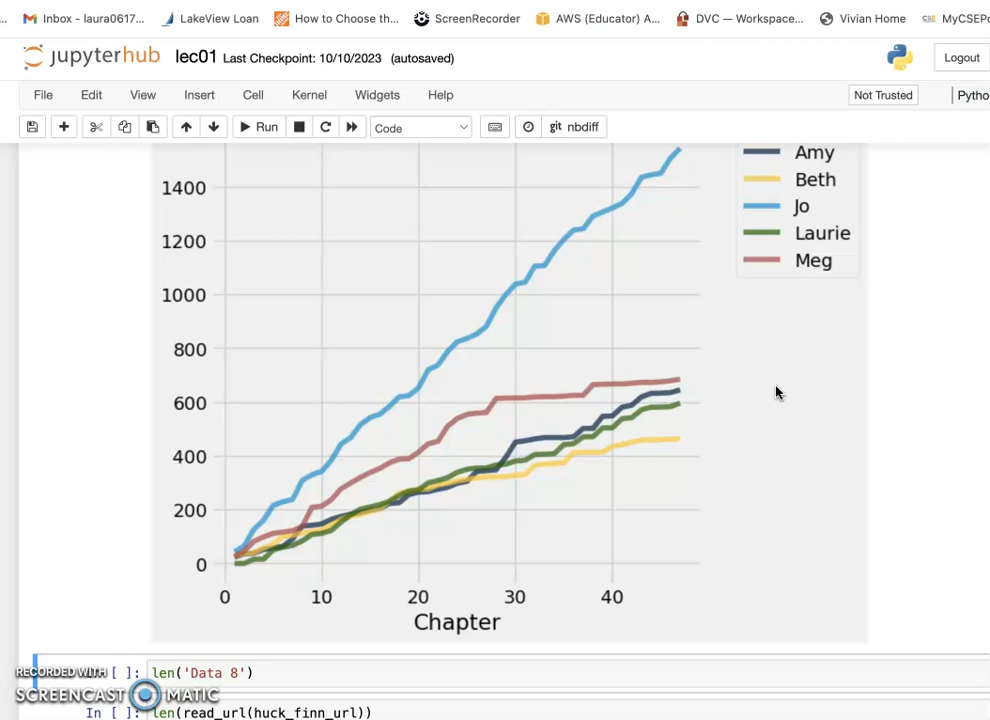 ... Inbox - laura0617... LakeView Loan How to Choose th... ScreenRecorder AWS (Educator) A... DVC — Workspace... Vivian Home CSE MyCSEPo
jupyterhub lec01 Last Checkpoint: 10/10/2023 (autosaved) Logout
File Edit View Insert Cell Kernel Widgets Help Not Trusted Pytho
Run Code git nbdiff
Amy
1400
Beth
Jo
1200
Laurie
Meg
1000
800
600
400
200
0
0 10 20 30 40
Chapter
RECORDED WITH
[ ]: len('Data 8')
SCREENCAST MATIC
In [ ]: len(read_url(huck_finn_url))